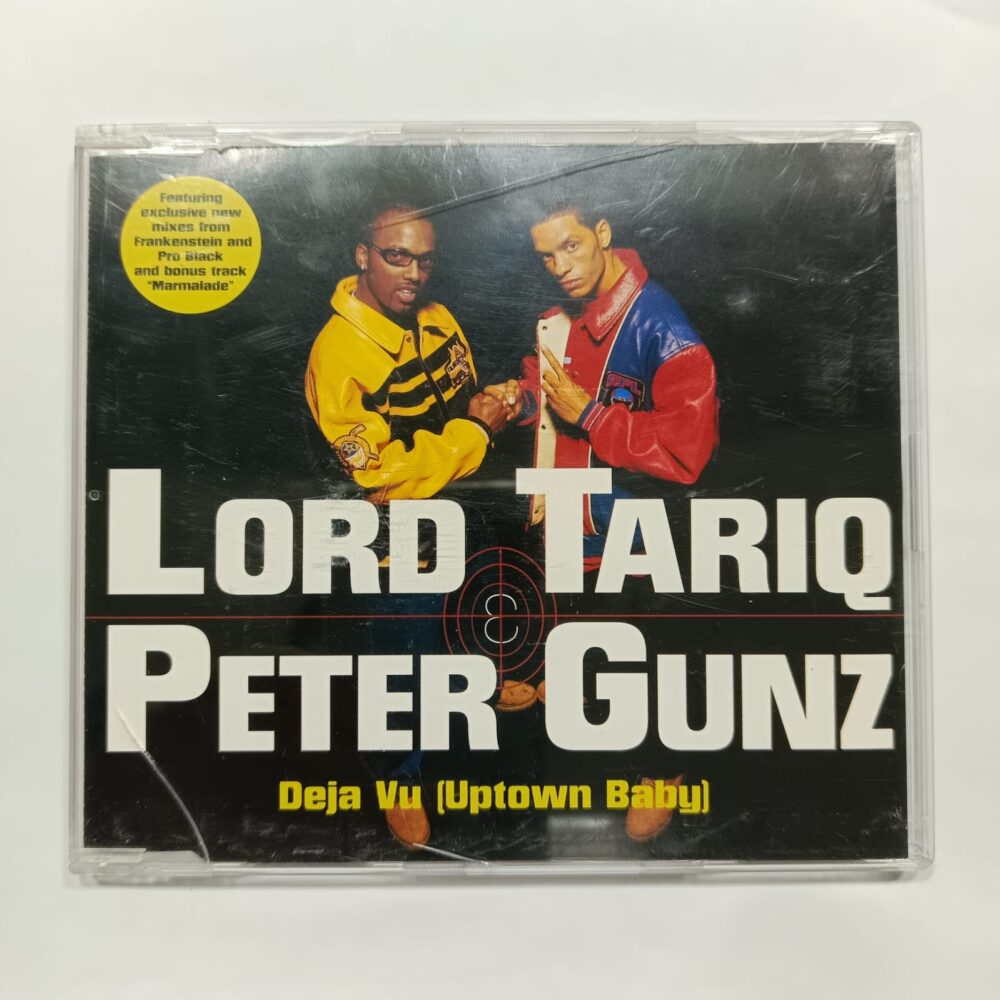 Featuring
exclusive new
mixes from
Frankenstein and
Pro Black
and bonus track
"Marmalade"
LORD TARIQ
PETER GUNZ
Deja Vu (Uptown Baby)